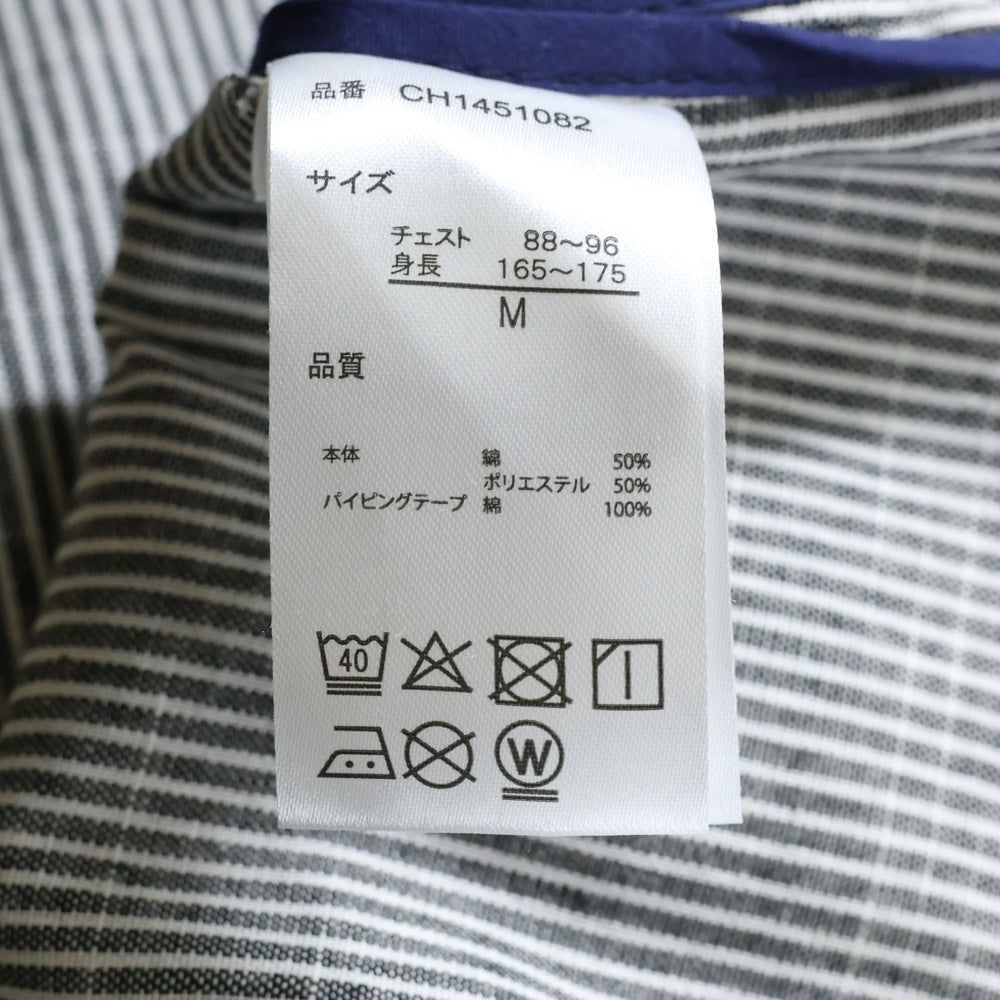 品番 CH1451082
サイズ
チェスト 88～96
身長 165～175
M
品質
本体 綿 50%
ポリエステル 50%
パイピングテープ 綿 100%
40
W